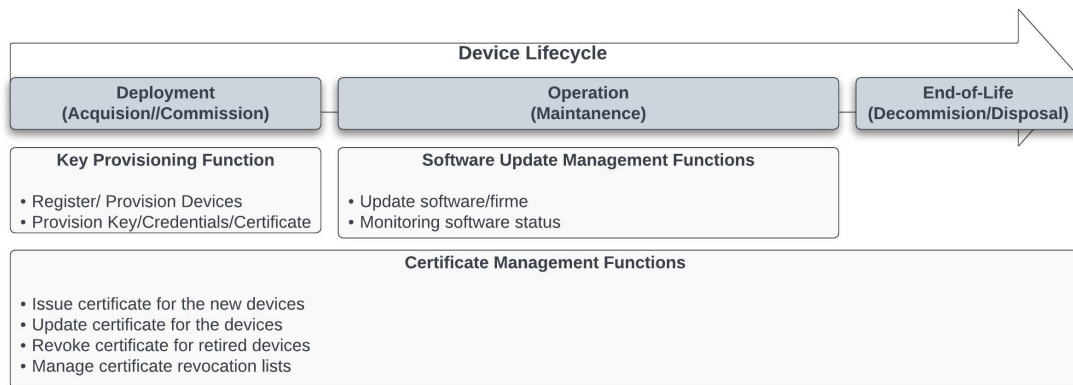 Device Lifecycle
Deployment
(Acquision//Commission)
Operation
(Maintanence)
End-of-Life
(Decommision/Disposal)
Key Provisioning Function
• Register/ Provision Devices
• Provision Key/Credentials/Certificate
Software Update Management Functions
• Update software/firme
• Monitoring software status
Certificate Management Functions
• Issue certificate for the new devices
• Update certificate for the devices
• Revoke certificate for retired devices
• Manage certificate revocation lists